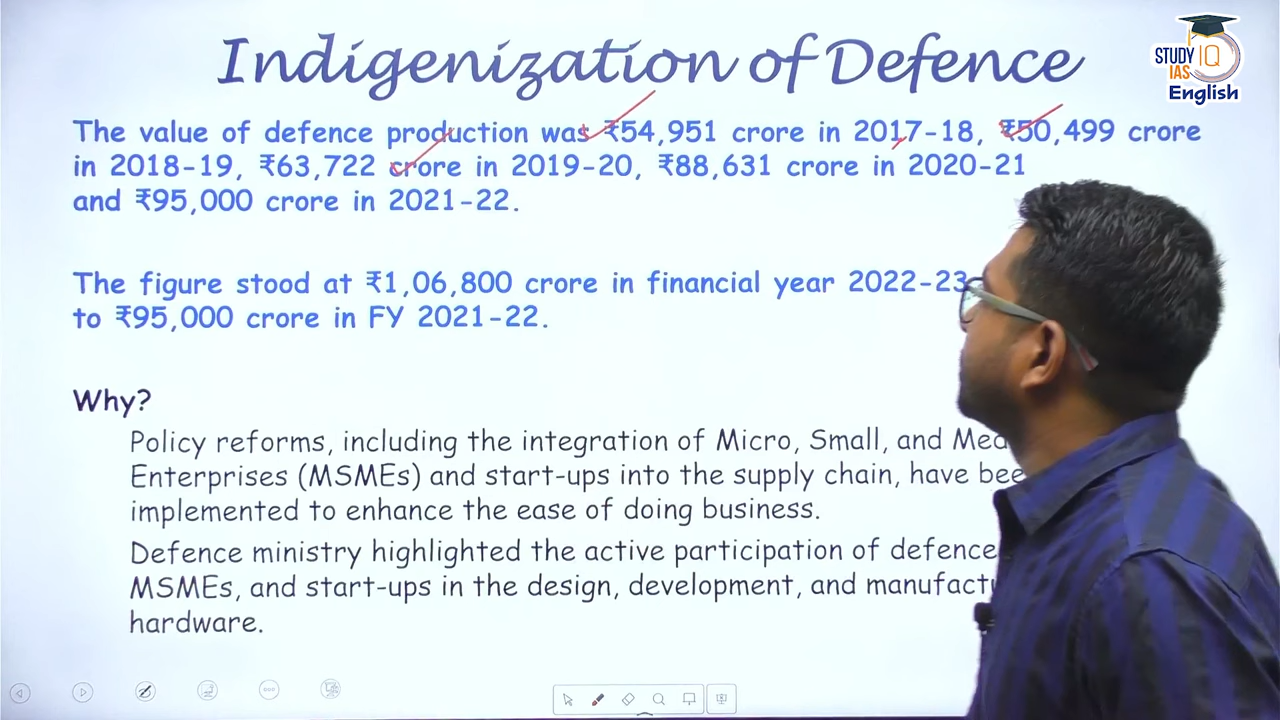 Indigenization of Defence
STUDY IQ
IAS
English
The value of defence production was ₹54,951 crore in 2017-18, ₹50,499 crore
in 2018-19, ₹63,722 crore in 2019-20, ₹88,631 crore in 2020-21
and ₹95,000 crore in 2021-22.
The figure stood at ₹1,06,800 crore in financial year 2022-23
to ₹95,000 crore in FY 2021-22.
Why?
Policy reforms, including the integration of Micro, Small, and
Enterprises (MSMEs) and start-ups into the supply chain, have
implemented to enhance the ease of doing business.
Defence ministry highlighted the active participation of defence
MSMEs, and start-ups in the design, development, and
hardware.